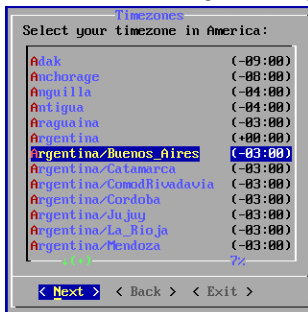 Timezones
Select your timezone in America:
Adak (-09:00)
Anchorage (-08:00)
Anguilla (-04:00)
Antigua (-04:00)
Araguaina (-03:00)
Argentina (+00:00)
Argentina/Buenos_Aires (-03:00)
Argentina/Catamarca (-03:00)
Argentina/ComodRivadavia (-03:00)
Argentina/Cordoba (-03:00)
Argentina/Jujuy (-03:00)
Argentina/La_Rioja (-03:00)
Argentina/Mendoza (-03:00)
↓(+) 7%
< Next > < Back > < Exit >